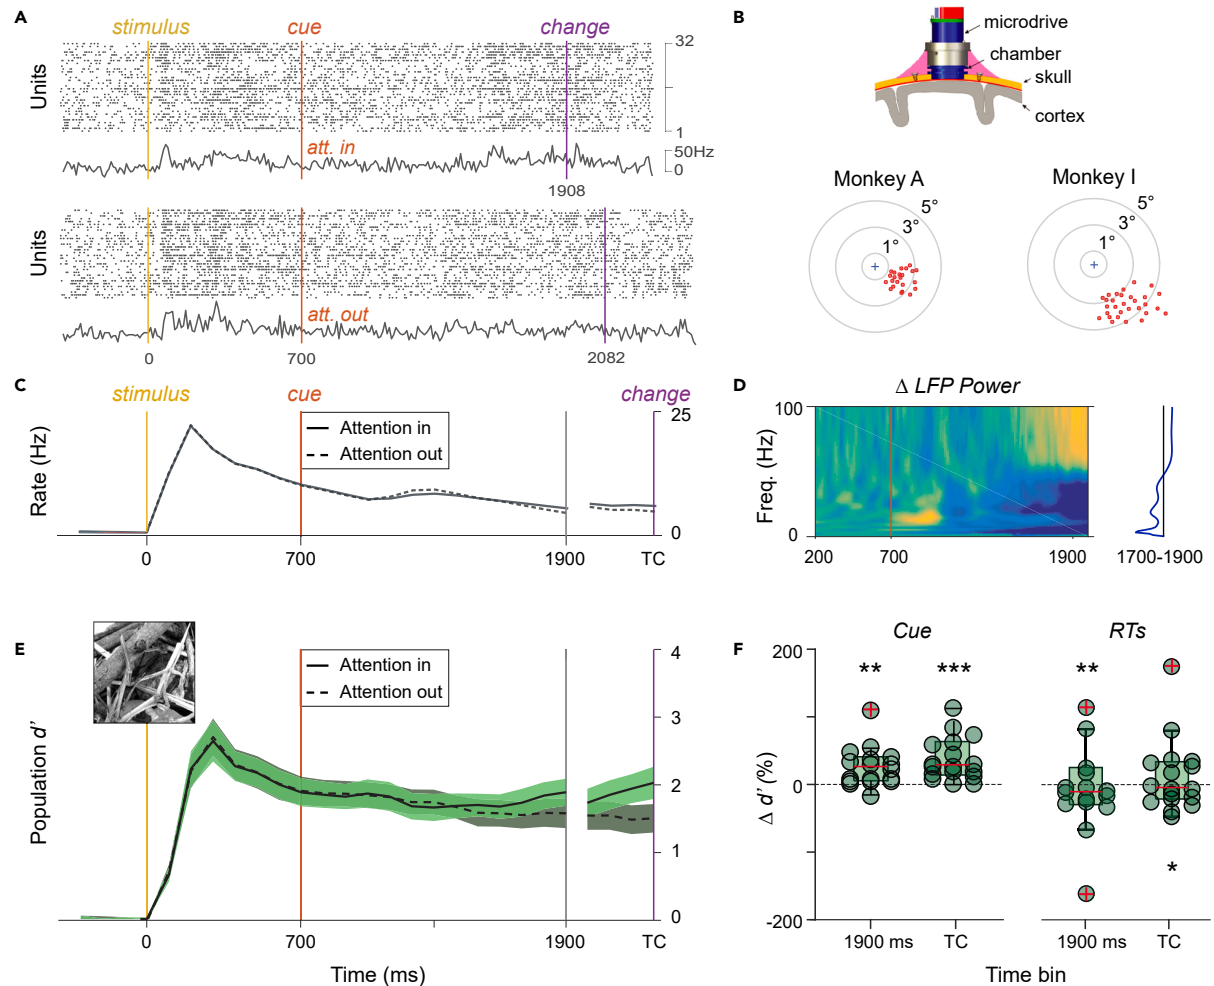 A
stimulus
cue
change
32
Units
1
att. in
50Hz
0
1908
Units
att. out
0
700
2082
B
microdrive
chamber
skull
cortex
Monkey A
Monkey I
5°
3°
1°
5°
3°
1°
C
stimulus
cue
change
25
Attention in
Attention out
Rate (Hz)
0
0
700
1900
TC
D
Δ LFP Power
100
Freq. (Hz)
0
200
700
1900
1700-1900
E
4
Attention in
Attention out
3
Population d'
2
1
0
0
700
1900
TC
Time (ms)
F
Cue
RTs
200
**
***
**
Δ d' (%)
0
*
-200
1900 ms
TC
1900 ms
TC
Time bin